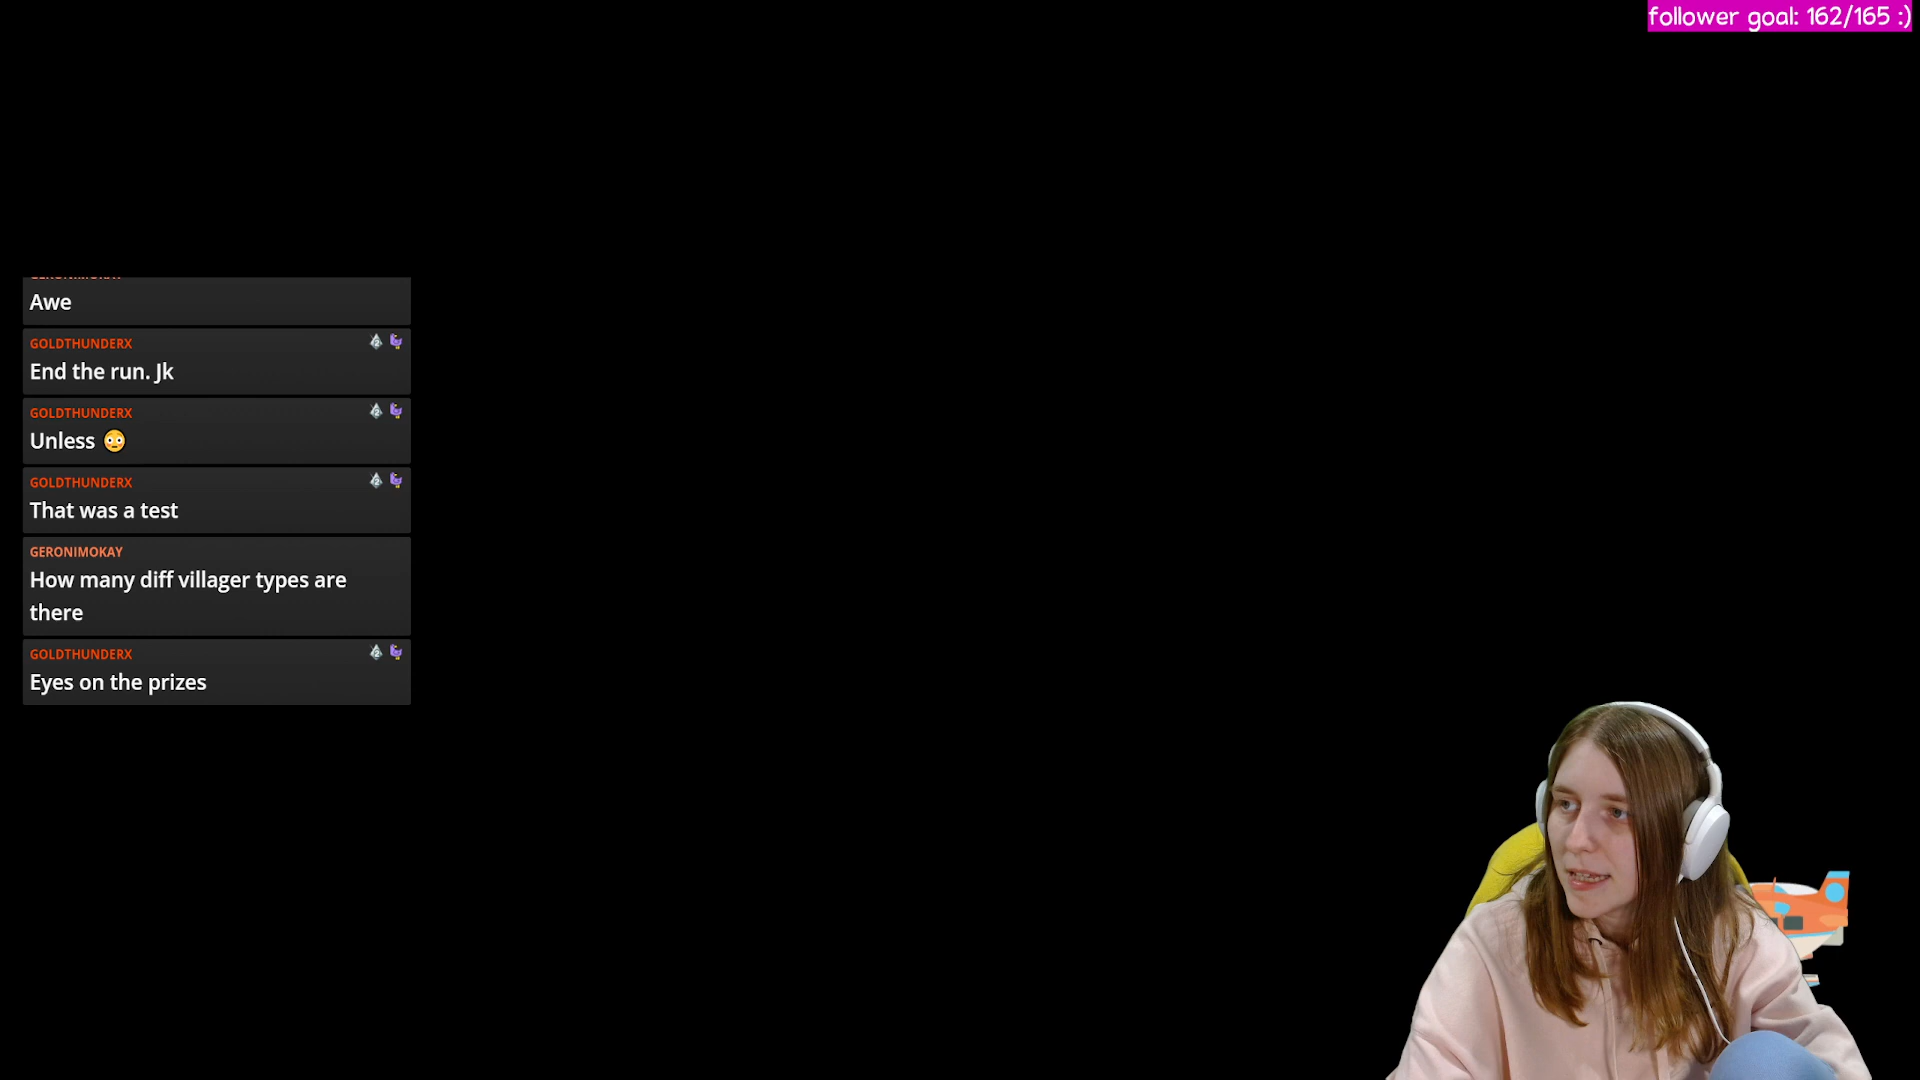 follower goal: 162/165 :)
Awe
GOLDTHUNDERX
End the run. Jk
GOLDTHUNDERX
Unless 😳
GOLDTHUNDERX
That was a test
GERONIMOKAY
How many diff villager types are
there
GOLDTHUNDERX
Eyes on the prizes